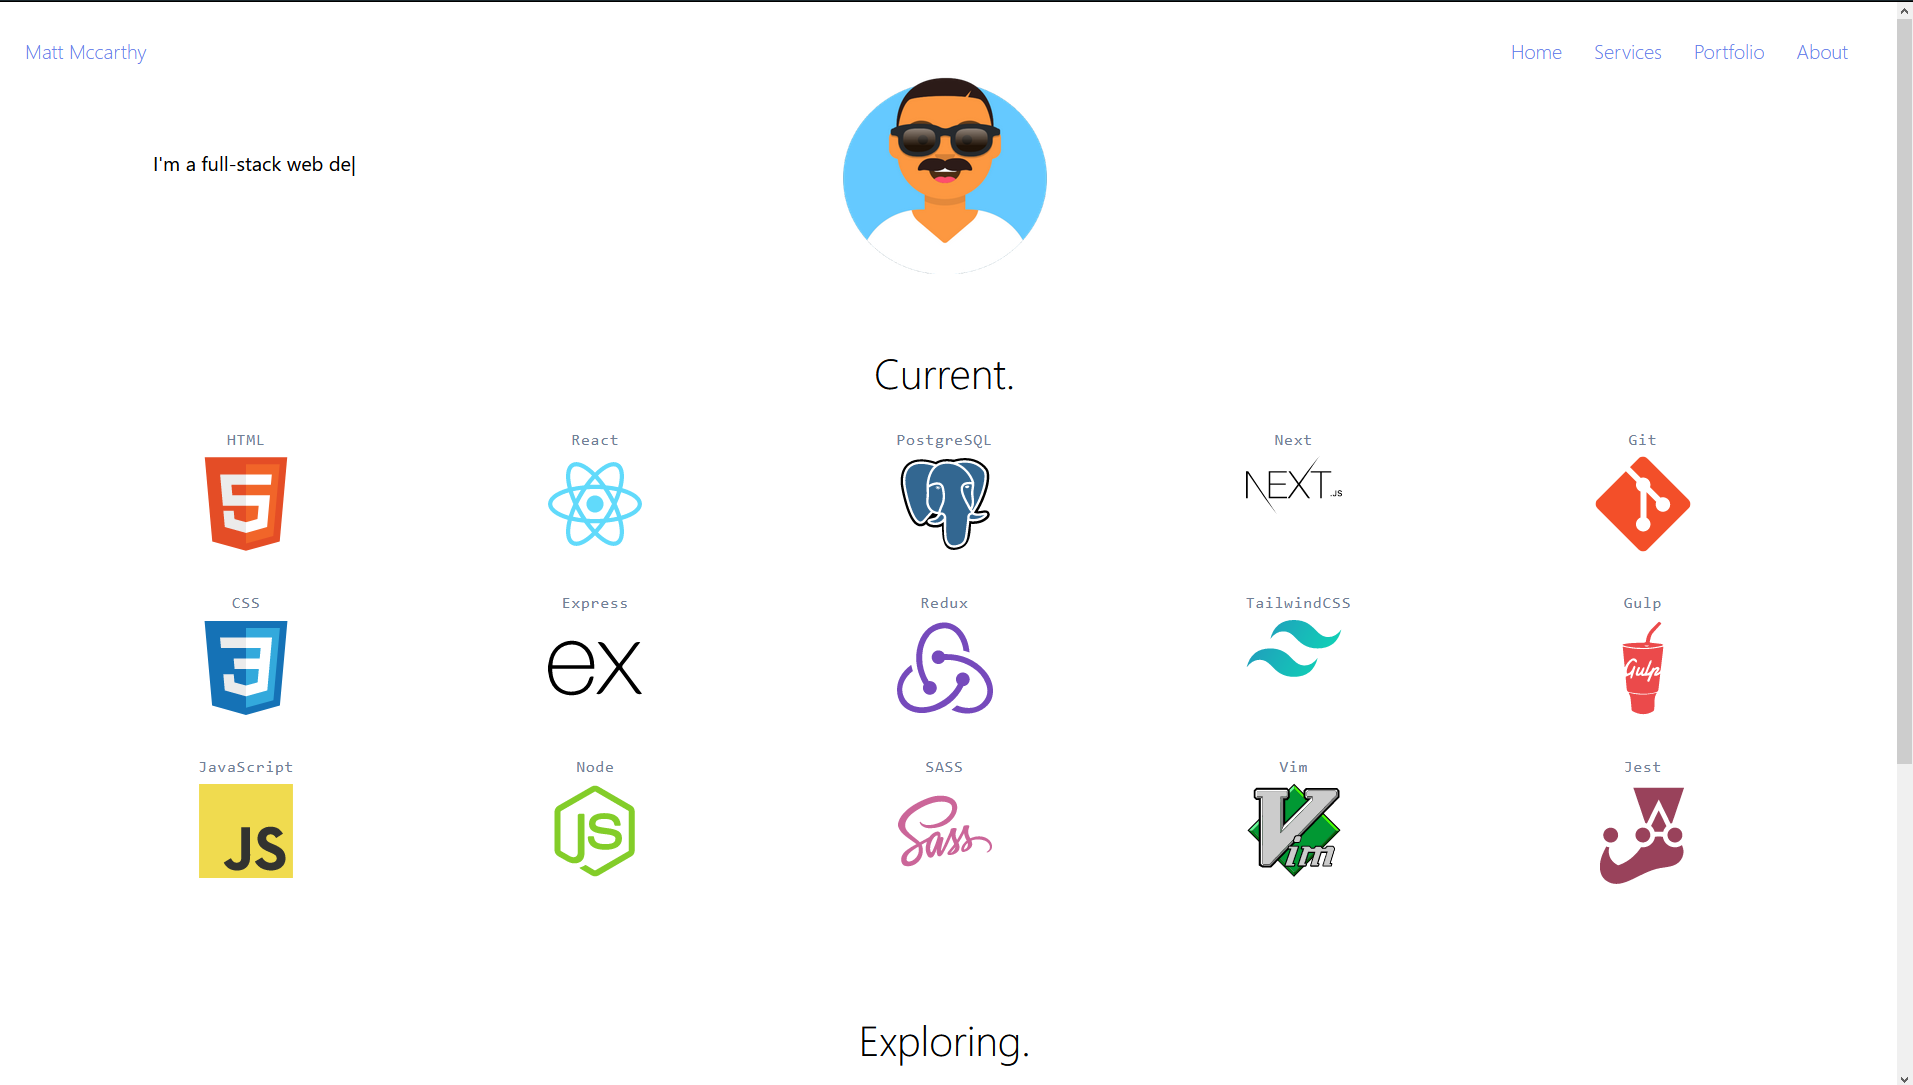 Matt Mccarthy
Home Services Portfolio About
I'm a full-stack web de|
Current.
HTML React PostgreSQL Next Git
5
NEXT.JS
CSS Express Redux TailwindCSS Gulp
3 ex Gulp
JavaScript Node SASS Vim Jest
JS JS Sass Vim
Exploring.